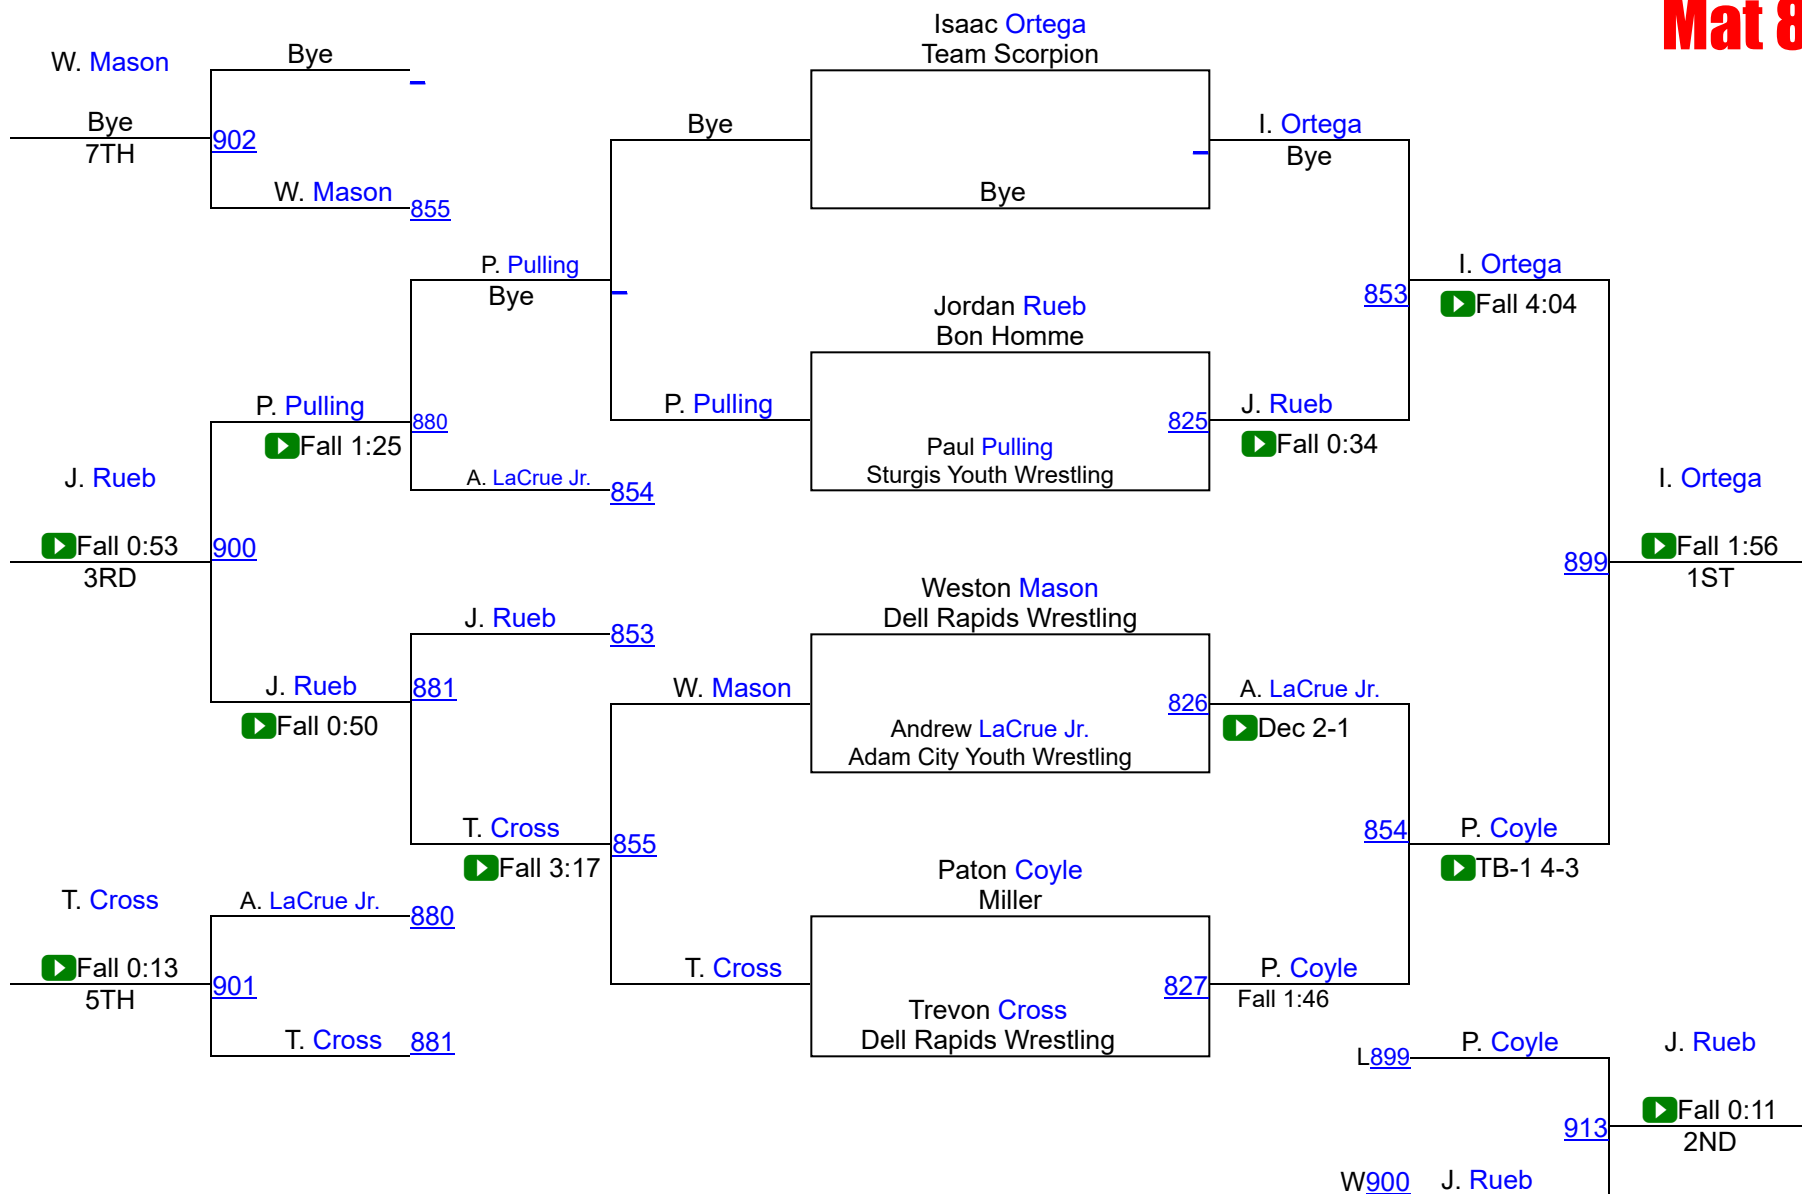 Mat 8
Isaac Ortega
Team Scorpion
W. Mason
Bye
Bye
7TH
902
W. Mason
855
Bye
I. Ortega
Bye
Bye
P. Pulling
Bye
I. Ortega
853
Fall 4:04
Jordan Rueb
Bon Homme
P. Pulling
880
Fall 1:25
P. Pulling
825
J. Rueb
Fall 0:34
Paul Pulling
Sturgis Youth Wrestling
A. LaCrue Jr.
854
J. Rueb
Fall 0:53
900
3RD
I. Ortega
Fall 1:56
899
1ST
Weston Mason
Dell Rapids Wrestling
J. Rueb
853
J. Rueb
881
Fall 0:50
W. Mason
826
A. LaCrue Jr.
Dec 2-1
Andrew LaCrue Jr.
Adam City Youth Wrestling
T. Cross
855
Fall 3:17
854
P. Coyle
TB-1 4-3
Paton Coyle
Miller
T. Cross
A. LaCrue Jr.
880
Fall 0:13
901
5TH
T. Cross
827
P. Coyle
Fall 1:46
Trevon Cross
Dell Rapids Wrestling
T. Cross
881
L899
P. Coyle
J. Rueb
Fall 0:11
913
2ND
W900
J. Rueb